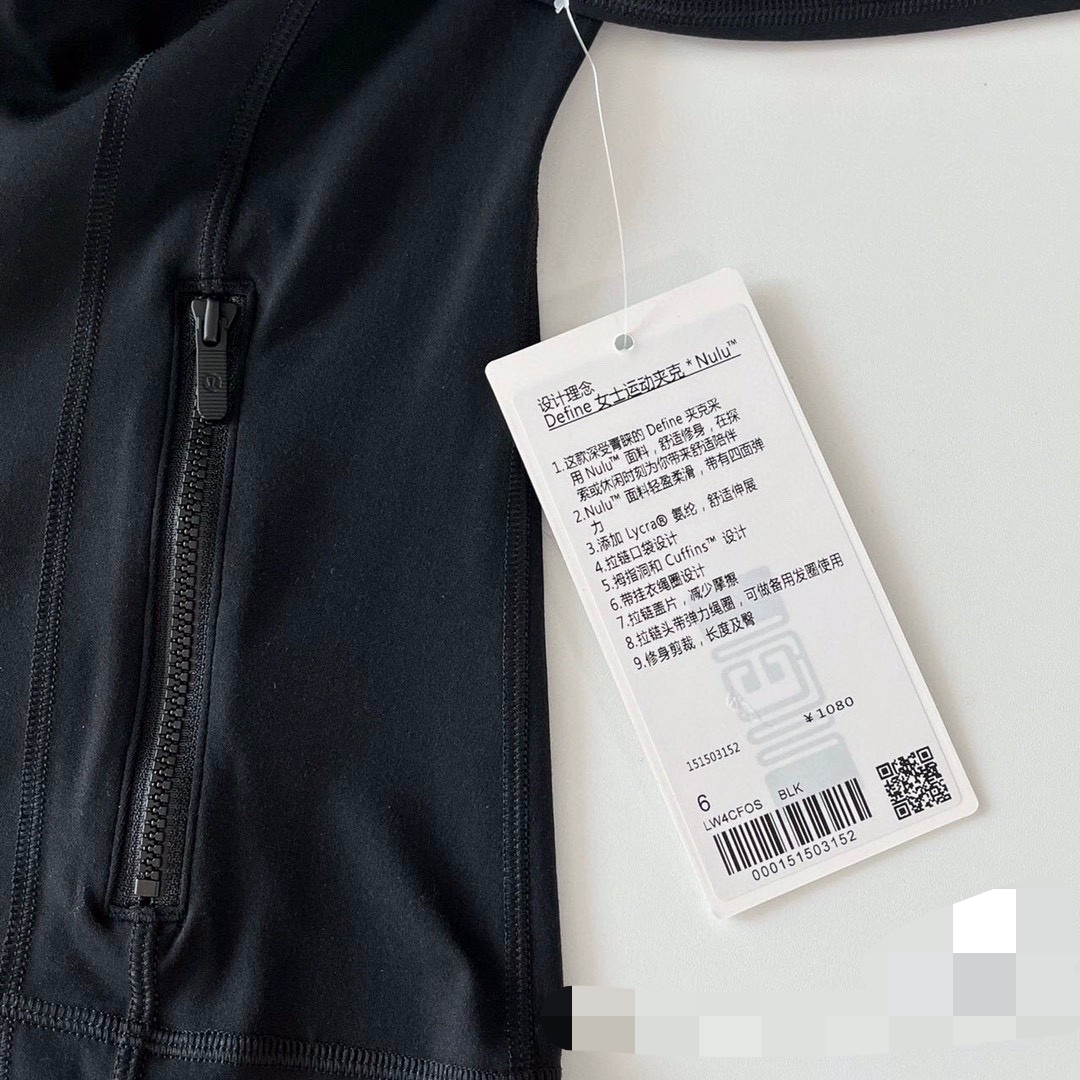 设计理念
Define 女士运动夹克 * Nulu™
1.这款深受青睐的 Define 夹克采
用 Nulu™ 面料，舒适修身，在探
索或休闲时刻为你带来舒适陪伴
2.Nulu™ 面料轻盈柔滑，带有四面弹
力
3.添加 Lycra® 氨纶，舒适伸展
4.拉链口袋设计
5.拇指洞和 Cuffins™ 设计
6.带挂衣绳圈设计
7.拉链盖片，减少摩擦
8.拉链头带弹力绳圈，可做备用发圈使用
9.修身剪裁，长度及臀
¥1080
151503152
6
LW4CFOS BLK
000151503152